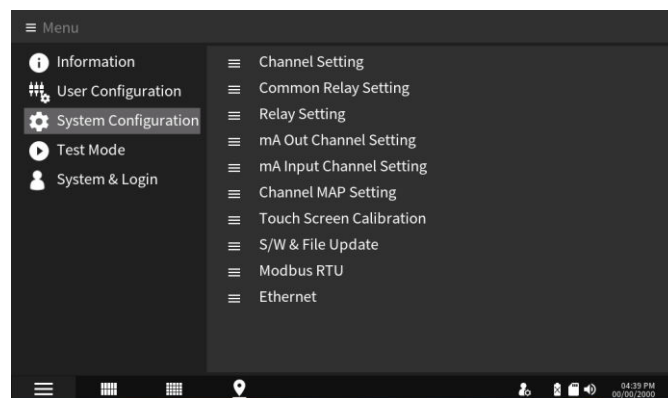 Menu
Information
User Configuration
System Configuration
Test Mode
System & Login
Channel Setting
Common Relay Setting
Relay Setting
mA Out Channel Setting
mA Input Channel Setting
Channel MAP Setting
Touch Screen Calibration
S/W & File Update
Modbus RTU
Ethernet
04:39 PM
00/00/2000